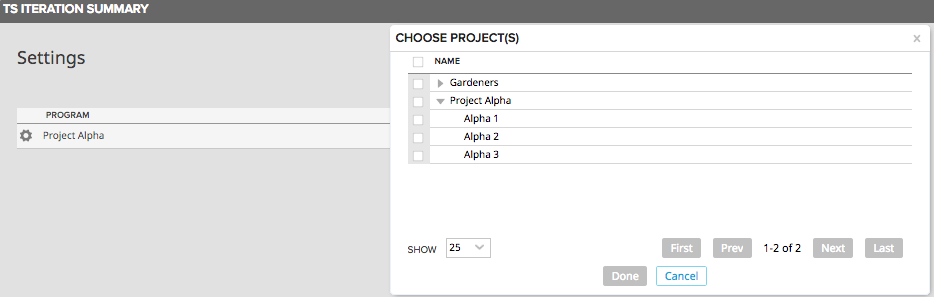 TS ITERATION SUMMARY
Settings
PROGRAM
Project Alpha
CHOOSE PROJECT(S)
×
NAME
Gardeners
Project Alpha
Alpha 1
Alpha 2
Alpha 3
SHOW 25 First Prev 1-2 of 2 Next Last
Done Cancel